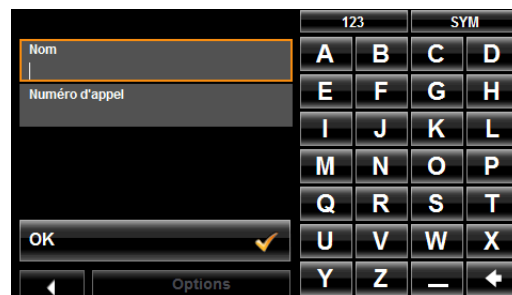 123 SYM
Nom
Numéro d'appel
A B C D
E F G H
I J K L
M N O P
Q R S T
U V W X
Y Z _
OK
Options